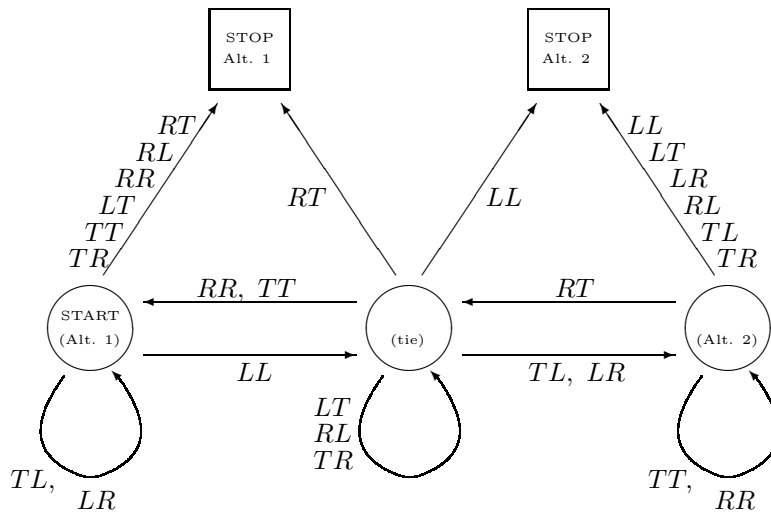 STOP
Alt. 1
STOP
Alt. 2
RT
RL
RR
LT
TT
TR
RT
LL
LL
LT
LR
RL
TL
TR
RR, TT
RT
START
(Alt. 1)
(tie)
(Alt. 2)
LL
TL, LR
LT
RL
TR
TL,
LR
TT,
RR